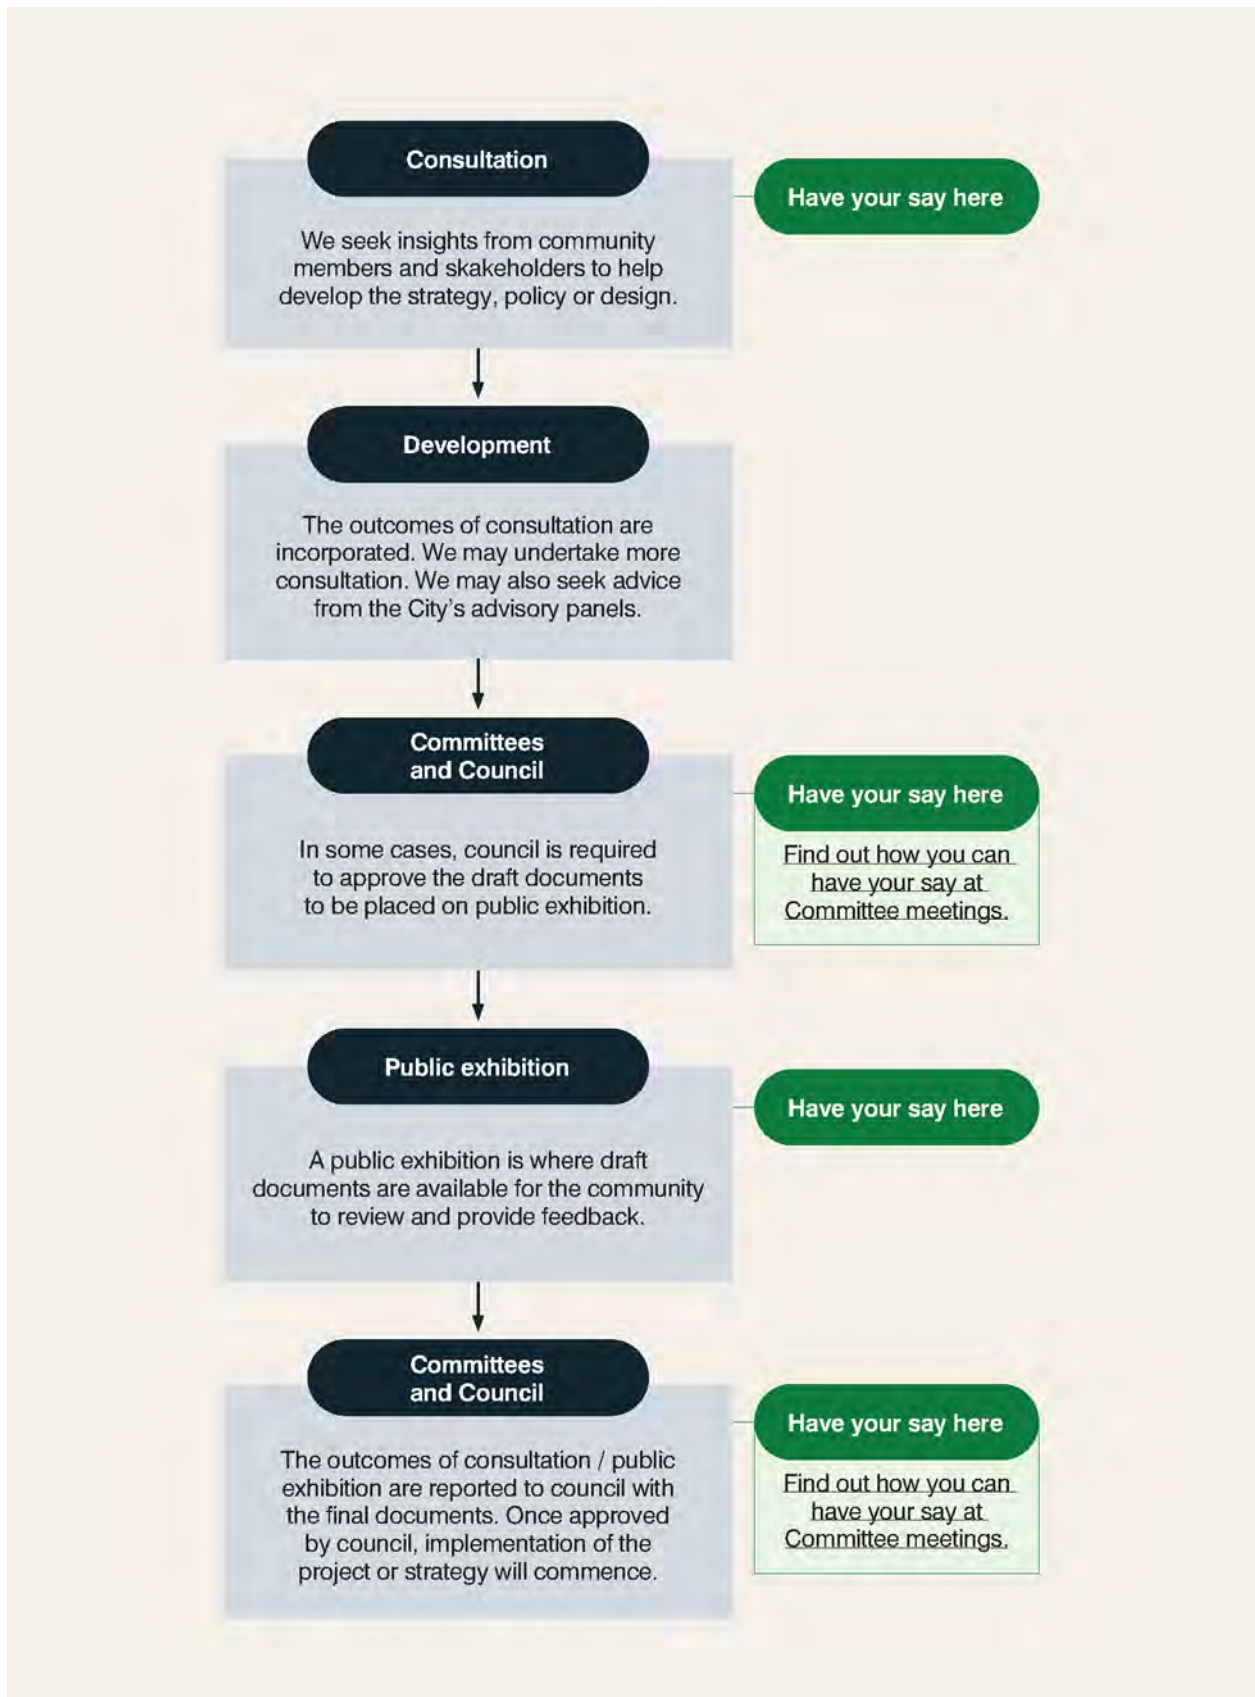 Consultation
Have your say here
We seek insights from community
members and skakeholders to help
develop the strategy, policy or design.
Development
The outcomes of consultation are
incorporated. We may undertake more
consultation. We may also seek advice
from the City’s advisory panels.
Committees
and Council
Have your say here
In some cases, council is required
to approve the draft documents
to be placed on public exhibition.
Find out how you can
have your say at
Committee meetings.
Public exhibition
Have your say here
A public exhibition is where draft
documents are available for the community
to review and provide feedback.
Committees
and Council
Have your say here
The outcomes of consultation / public
exhibition are reported to council with
the final documents. Once approved
by council, implementation of the
project or strategy will commence.
Find out how you can
have your say at
Committee meetings.